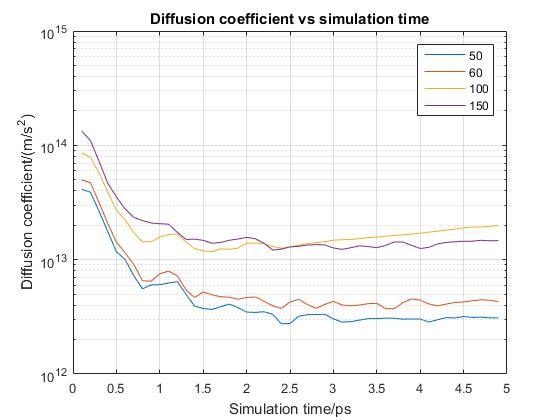 Diffusion coefficient vs simulation time
10^15
10^14
10^13
10^12
Diffusion coefficient/(m/s^2)
50
60
100
150
0 0.5 1 1.5 2 2.5 3 3.5 4 4.5 5
Simulation time/ps